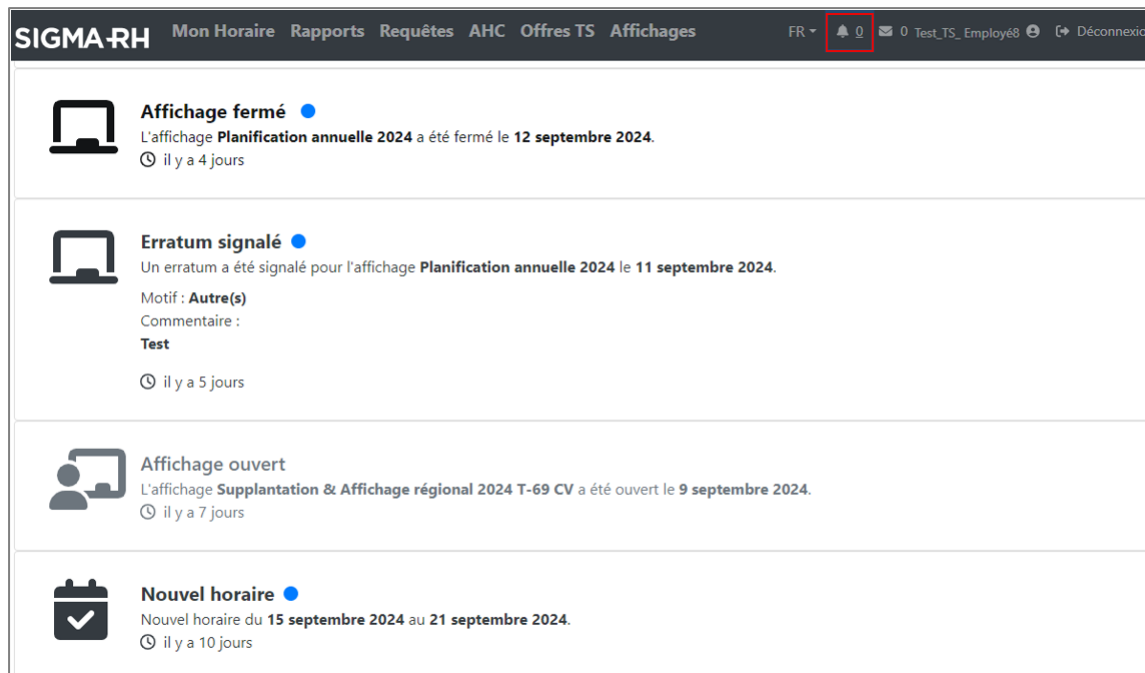 SIGMA-RH Mon Horaire Rapports Requêtes AHC Offres TS Affichages FR 0 0 Test_TS_ Employé8 Déconnexio
Affichage fermé
L'affichage Planification annuelle 2024 a été fermé le 12 septembre 2024.
il y a 4 jours
Erratum signalé
Un erratum a été signalé pour l'affichage Planification annuelle 2024 le 11 septembre 2024.
Motif : Autre(s)
Commentaire :
Test
il y a 5 jours
Affichage ouvert
L'affichage Supplantation & Affichage régional 2024 T-69 CV a été ouvert le 9 septembre 2024.
il y a 7 jours
Nouvel horaire
Nouvel horaire du 15 septembre 2024 au 21 septembre 2024.
il y a 10 jours